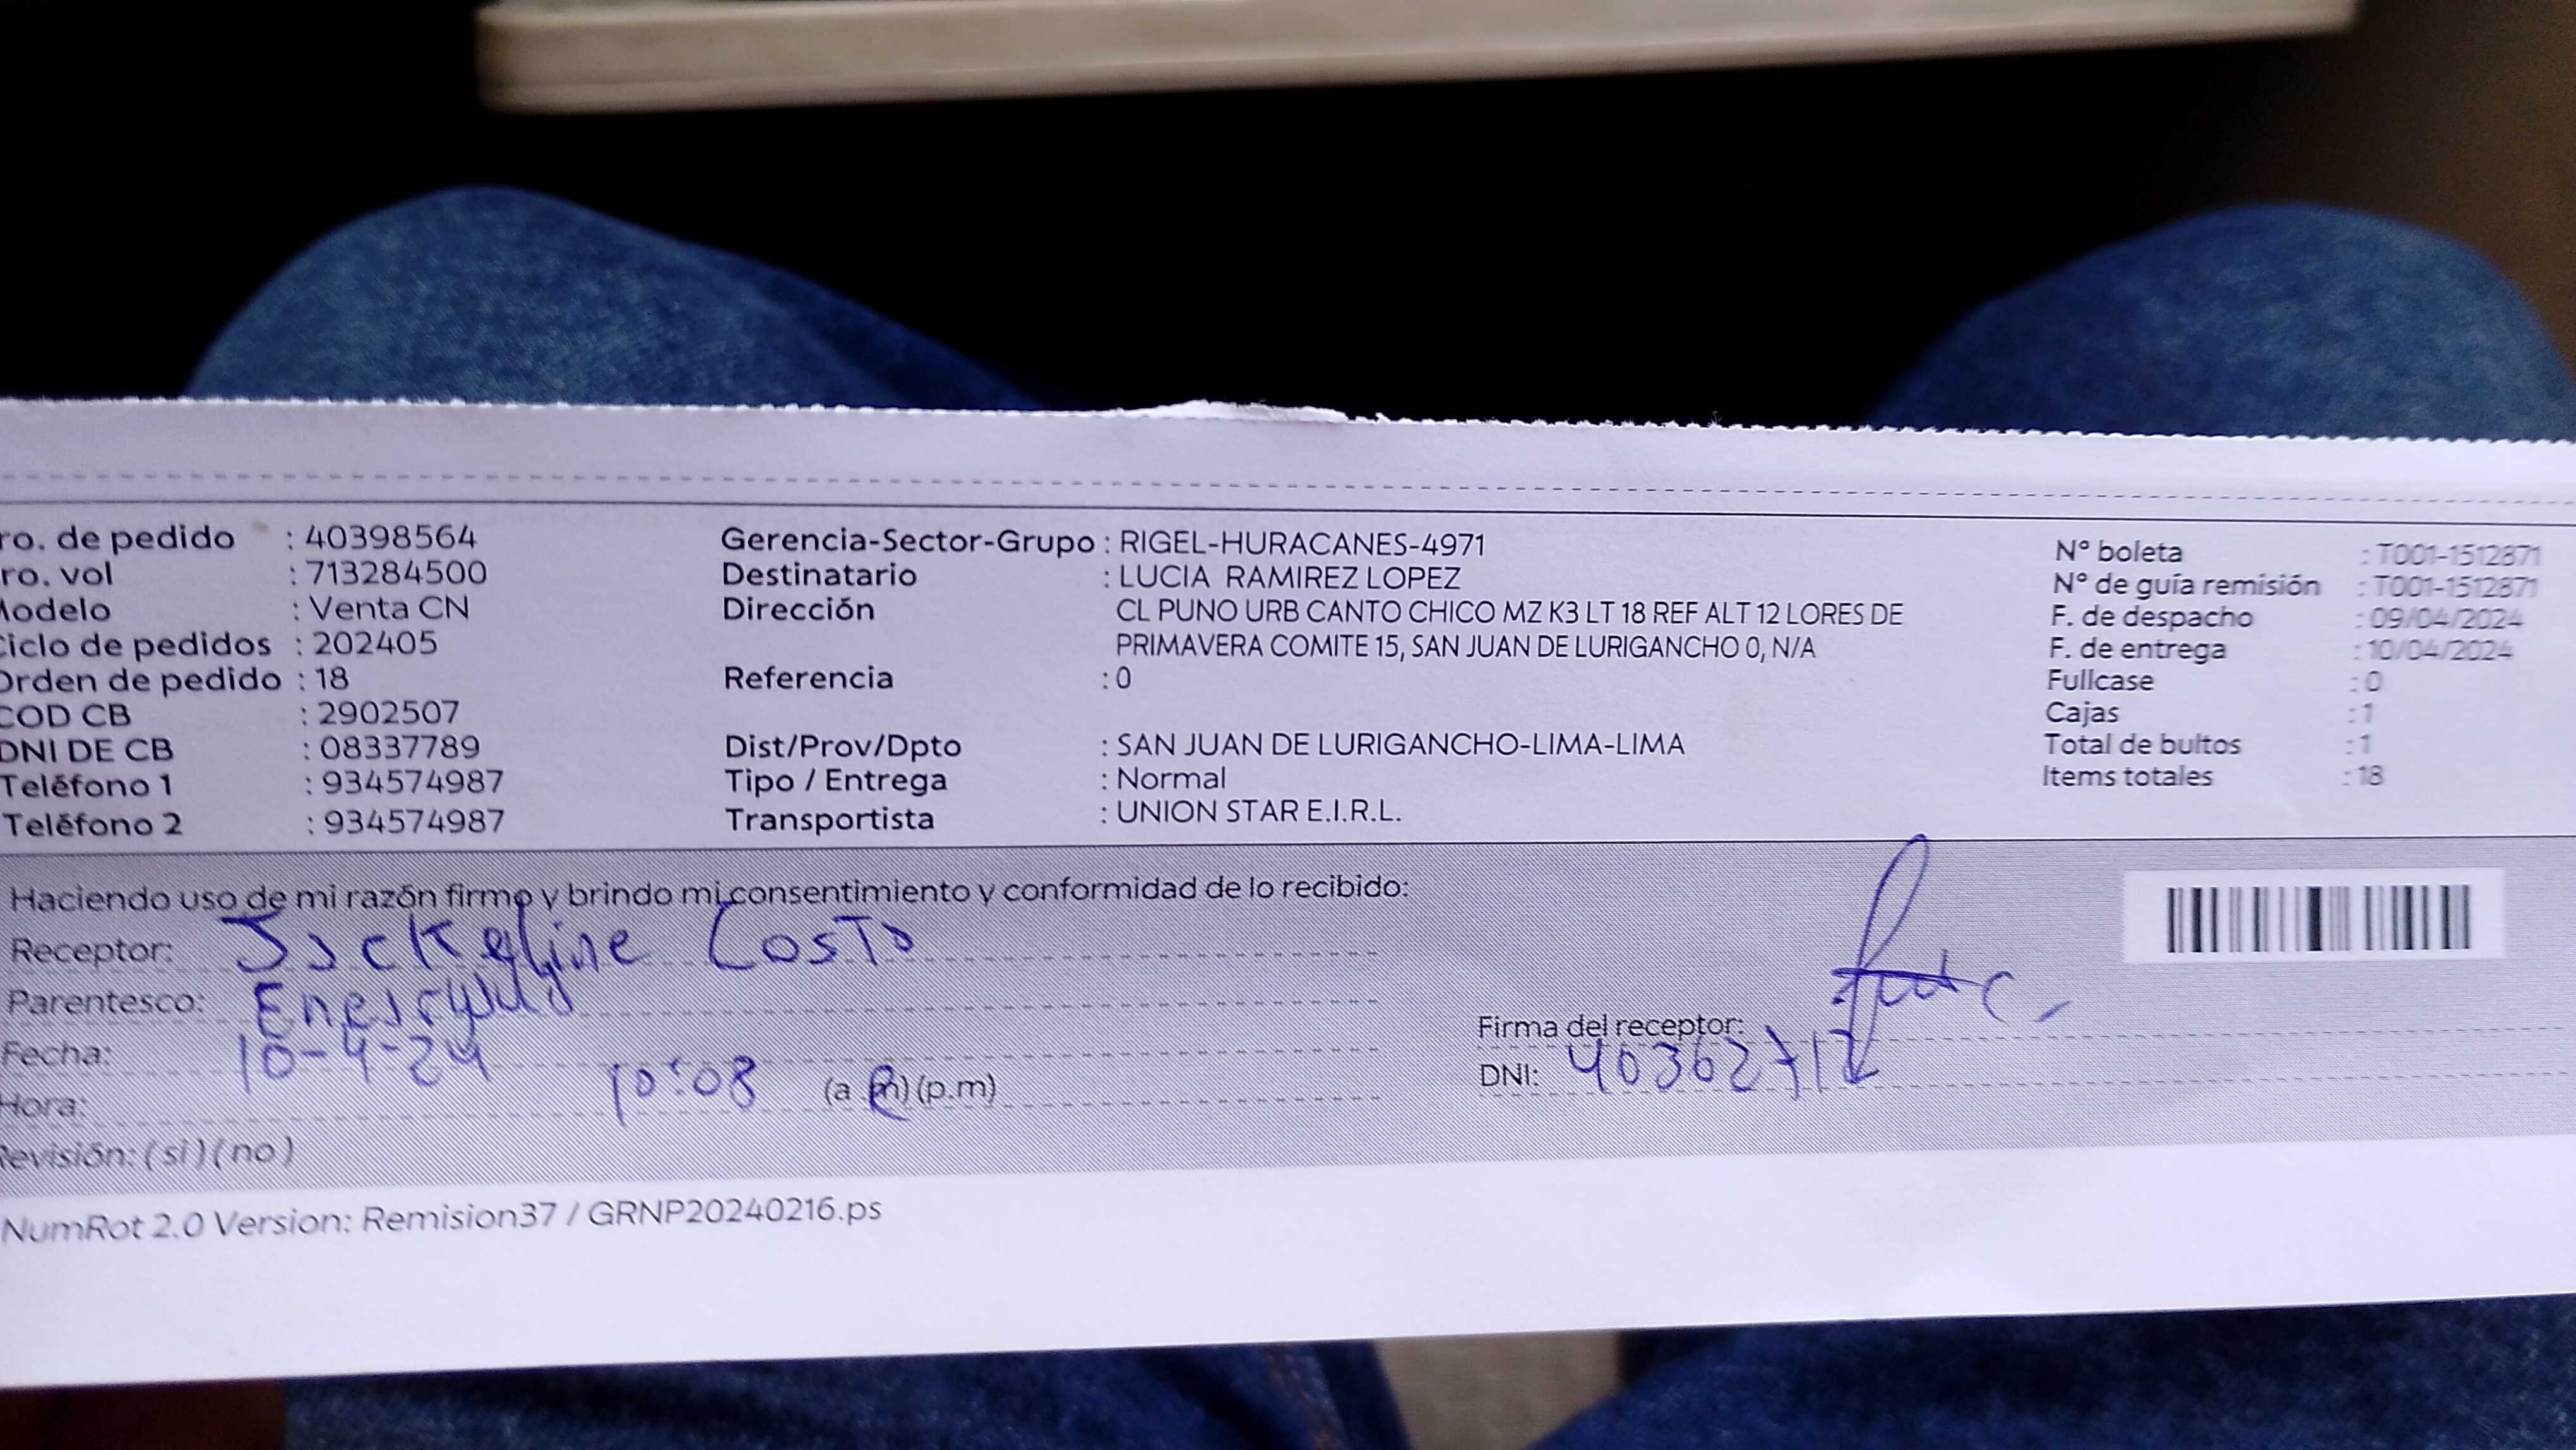 ro. de pedido : 40398564
ro. vol : 713284500
Modelo : Venta CN
Ciclo de pedidos : 202405
Orden de pedido : 18
COD CB : 2902507
DNI DE CB : 08337789
Teléfono 1 : 934574987
Teléfono 2 : 934574987
Gerencia-Sector-Grupo : RIGEL-HURACANES-4971
Destinatario : LUCIA RAMIREZ LOPEZ
Dirección CL PUNO URB CANTO CHICO MZ K3 LT 18 REF ALT 12 LORES DE
PRIMAVERA COMITE 15, SAN JUAN DE LURIGANCHO 0, N/A
Referencia : 0
Dist/Prov/Dpto : SAN JUAN DE LURIGANCHO-LIMA-LIMA
Tipo / Entrega : Normal
Transportista : UNION STAR E.I.R.L.
N° boleta : T001-1512871
N° de guía remisión : T001-1512871
F. de despacho : 09/04/2024
F. de entrega : 10/04/2024
Fullcase : 0
Cajas : 1
Total de bultos : 1
Items totales : 18
Haciendo uso de mi razón firmo y brindo mi consentimiento y conformidad de lo recibido:
Receptor: Jackeline Costa
Parentesco:
Fecha: 10-4-24
Hora: 10:08 (a.m)(p.m)
Revisión: (si)(no)
Firma del receptor:
DNI: 40362712
NumRot 2.0 Version: Remision37 / GRNP20240216.ps